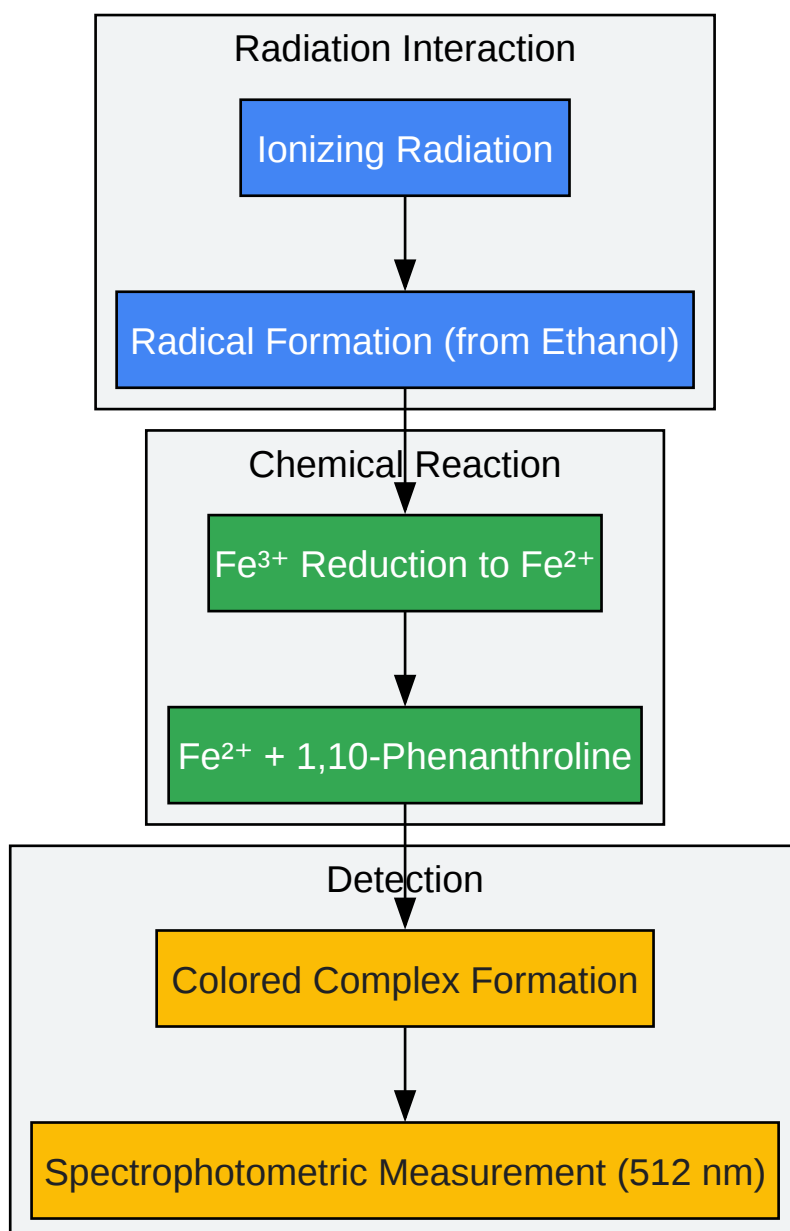 Radiation Interaction
Ionizing Radiation
Radical Formation (from Ethanol)
Chemical Reaction
Fe³⁺ Reduction to Fe²⁺
Fe²⁺ + 1,10-Phenanthroline
Detection
Colored Complex Formation
Spectrophotometric Measurement (512 nm)